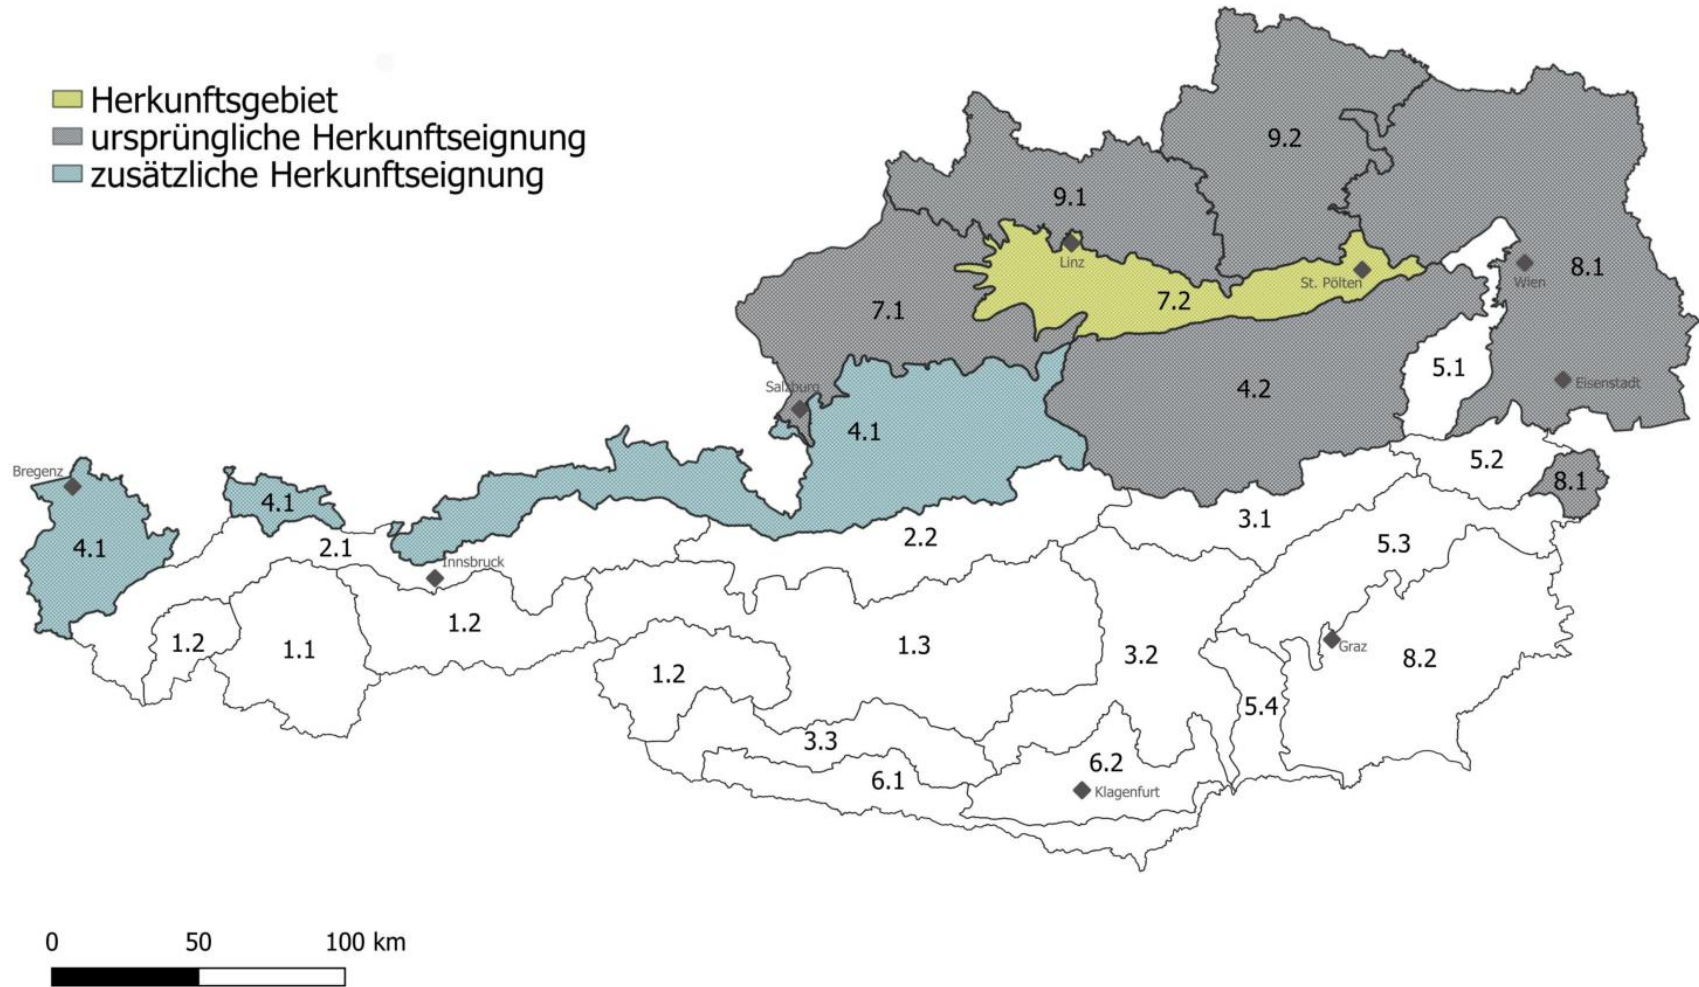 Herkunftsgebiet
ursprüngliche Herkunftseignung
zusätzliche Herkunftseignung
9.2
9.1
Linz
St. Pölten
Wien
8.1
7.2
7.1
5.1
Eisenstadt
Salzburg
4.2
4.1
5.2
Bregenz
8.1
4.1
3.1
2.2
5.3
4.1
2.1
Innsbruck
1.2
1.2
1.1
1.3
3.2
Graz
8.2
1.2
5.4
3.3
6.2
6.1
Klagenfurt
0 50 100 km